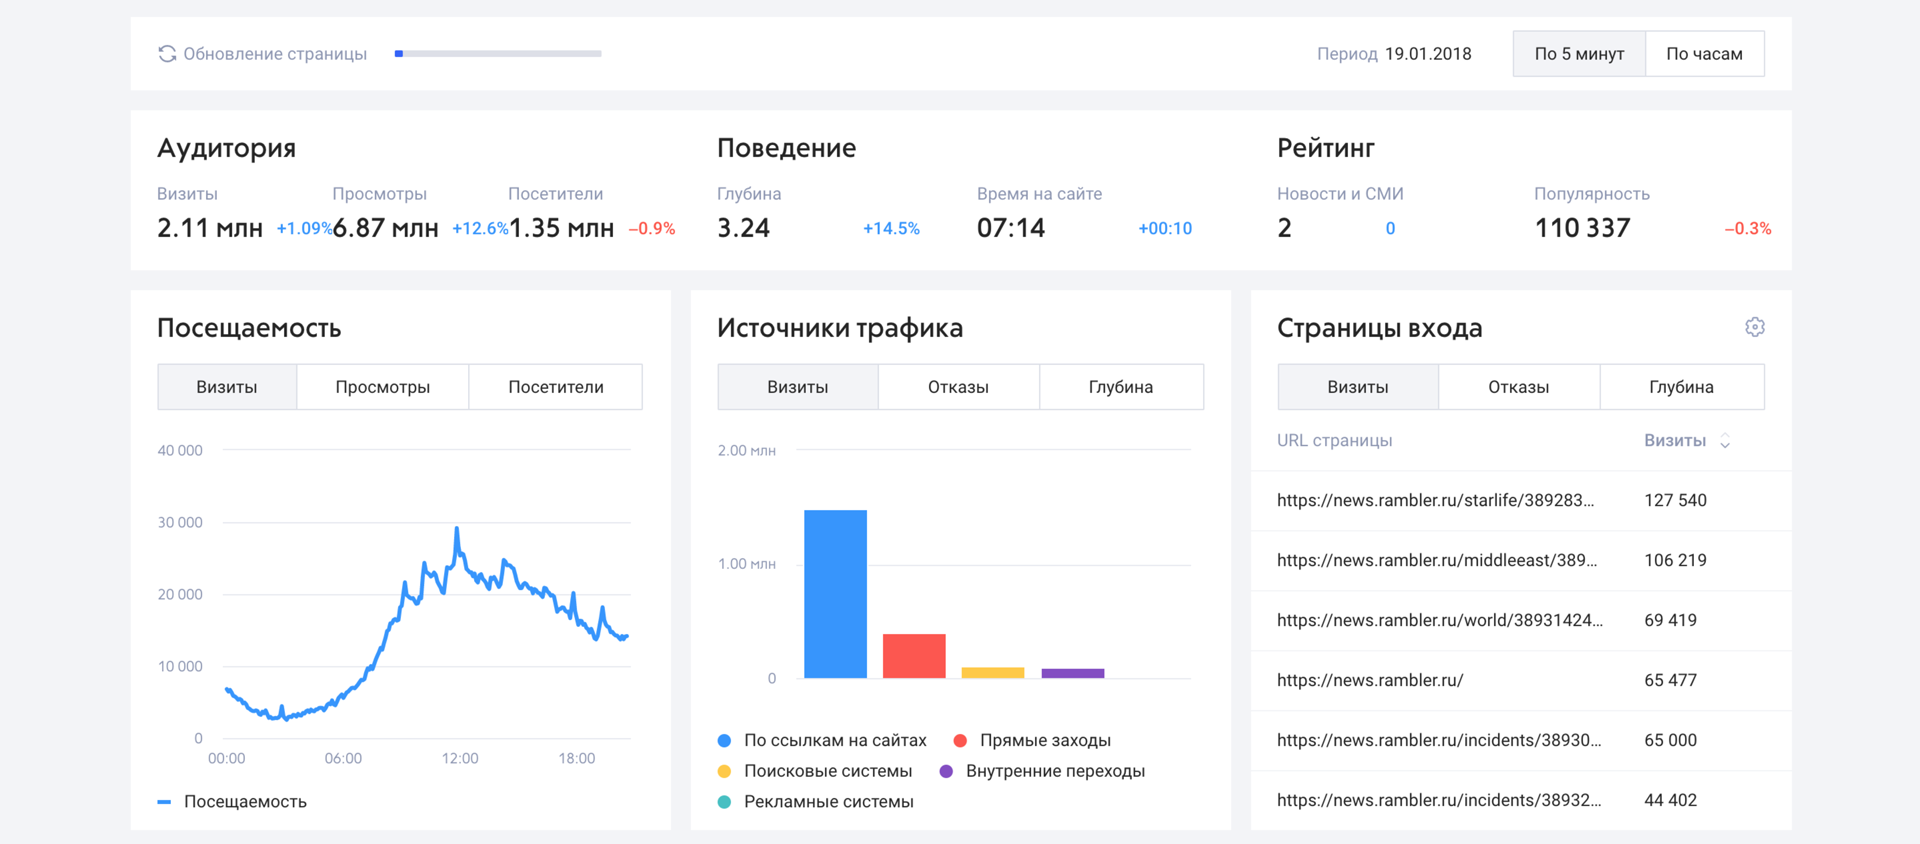 Обновление страницы
Период 19.01.2018
По 5 минут
По часам
Аудитория
Визиты
2.11 млн +1.09%
Просмотры
6.87 млн +12.6%
Посетители
1.35 млн –0.9%
Поведение
Глубина
3.24 +14.5%
Время на сайте
07:14 +00:10
Рейтинг
Новости и СМИ
2 0
Популярность
110 337 –0.3%
Посещаемость
Визиты
Просмотры
Посетители
40 000
30 000
20 000
10 000
0
00:00 06:00 12:00 18:00
Посещаемость
Источники трафика
Визиты
Отказы
Глубина
2.00 млн
1.00 млн
0
По ссылкам на сайтах
Прямые заходы
Поисковые системы
Внутренние переходы
Рекламные системы
Страницы входа
Визиты
Отказы
Глубина
URL страницы Визиты
https://news.rambler.ru/starlife/389283... 127 540
https://news.rambler.ru/middleeast/389... 106 219
https://news.rambler.ru/world/38931424... 69 419
https://news.rambler.ru/ 65 477
https://news.rambler.ru/incidents/38930... 65 000
https://news.rambler.ru/incidents/38932... 44 402